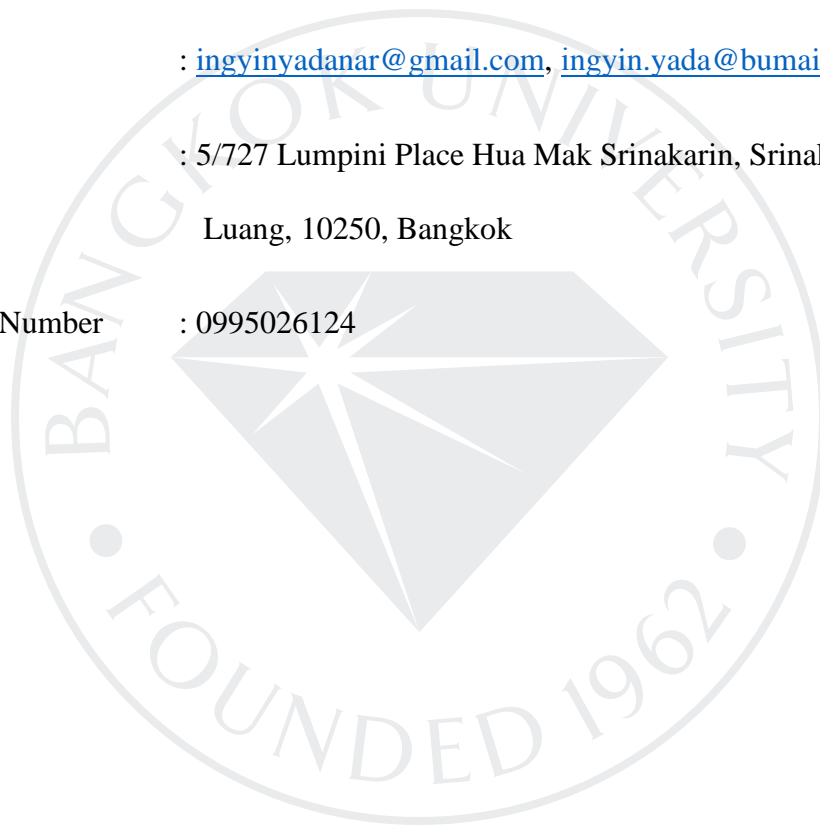 : ingyinyadanar@gmail.com, ingyin.yada@bumai
: 5/727 Lumpini Place Hua Mak Srinakarin,
Luang, 10250, Bangkok
Number : 0995026124
BANGKOK UNIVERSITY
• FOUNDED 1962 •